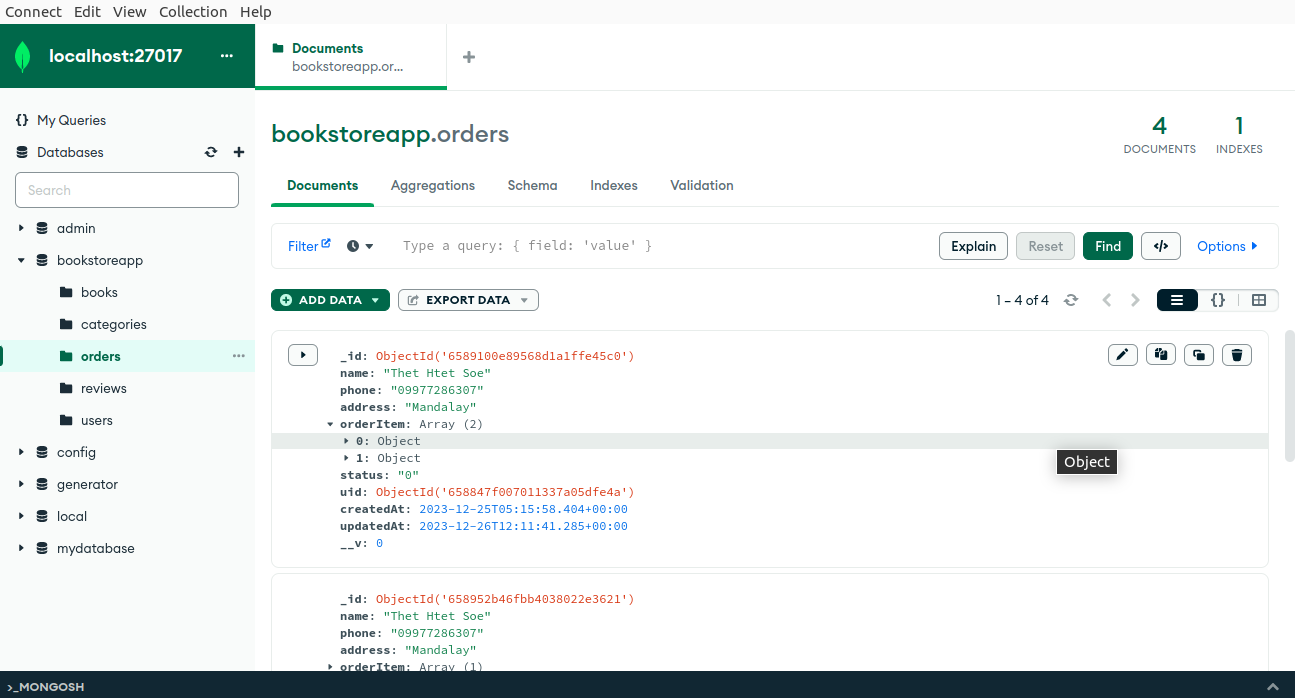 Connect Edit View Collection Help
localhost:27017 ...
Documents
bookstoreapp.or...
My Queries
Databases
Search
admin
bookstoreapp
books
categories
orders
reviews
users
config
generator
local
mydatabase
bookstoreapp.orders
4
DOCUMENTS
1
INDEXES
Documents Aggregations Schema Indexes Validation
Filter Type a query: { field: 'value' } Explain Reset Find </> Options
ADD DATA EXPORT DATA 1 – 4 of 4 {}
_id: ObjectId('6589100e89568d1a1ffe45c0')
name: "Thet Htet Soe"
phone: "09977286307"
address: "Mandalay"
orderItem: Array (2)
0: Object
1: Object
Object
status: "0"
uid: ObjectId('658847f007011337a05dfe4a')
createdAt: 2023-12-25T05:15:58.404+00:00
updatedAt: 2023-12-26T12:11:41.285+00:00
__v: 0
_id: ObjectId('658952b46fbb4038022e3621')
name: "Thet Htet Soe"
phone: "09977286307"
address: "Mandalay"
orderItem: Array (1)
>_MONGOSH